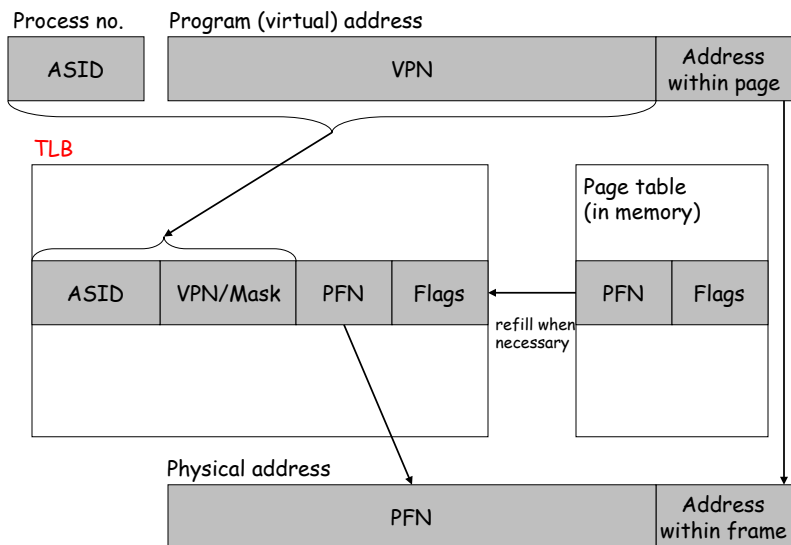 Process no.
Program (virtual) address
ASID
VPN
Address
within page
TLB
Page table
(in memory)
ASID
VPN/Mask
PFN
Flags
PFN
Flags
refill when
necessary
Physical address
PFN
Address
within frame